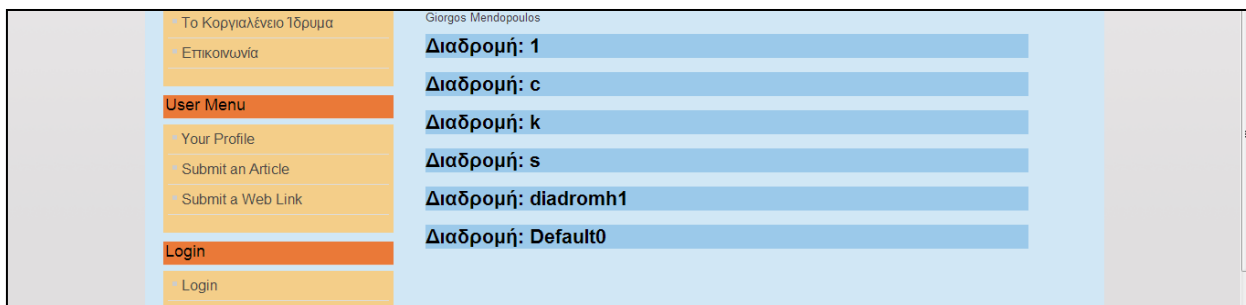 Το Κοργιαλένειο Ίδρυμα
Επικοινωνία
User Menu
Your Profile
Submit an Article
Submit a Web Link
Login
Login
Giorgos Mendopoulos
Διαδρομή: 1
Διαδρομή: c
Διαδρομή: k
Διαδρομή: s
Διαδρομή: diadromh1
Διαδρομή: Default0